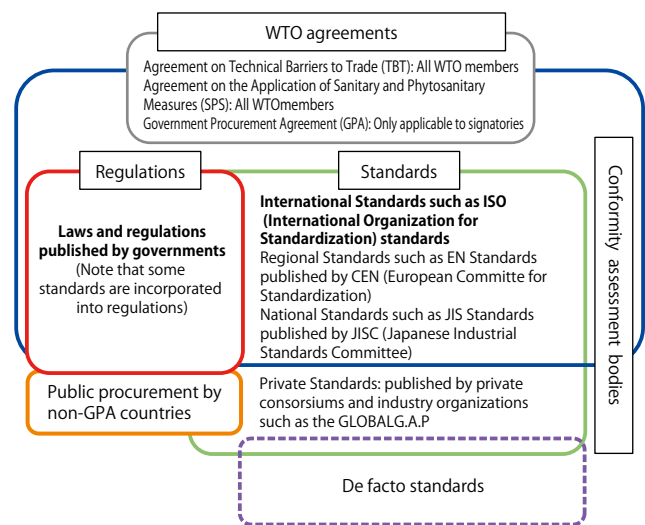 WTO agreements
Agreement on Technical Barriers to Trade (TBT): All WTO members
Agreement on the Application of Sanitary and Phytosanitary
Measures (SPS): All WTOmembers
Government Procurement Agreement (GPA): Only applicable to signatories
Regulations
Laws and regulations
published by governments
(Note that some
standards are incorporated
into regulations)
Standards
International Standards such as ISO
(International Organization for
Standardization) standards
Regional Standards such as EN Standards
published by CEN (European Committe for
Standardization)
National Standards such as JIS Standards
published by JISC (Japanese Industrial
Standards Committee)
Conformity assessment bodies
Public procurement by
non-GPA countries
Private Standards: published by private
consorsiums and industry organizations
such as the GLOBALG.A.P
De facto standards